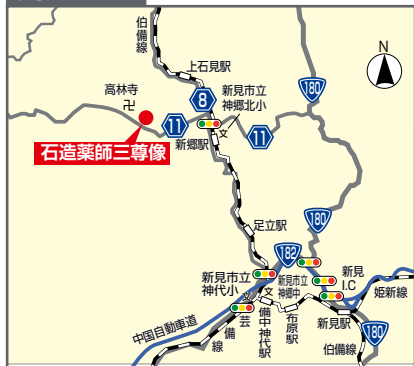 伯備線
N
上石見駅
180
高林寺
卍
8
新見市立
神郷北小
文
11
11
新郷駅
石造薬師三尊像
足立駅
180
182
新見市立
神代小
文
新見市立
神郷中
文
新見
I.C
姫新線
中国自動車道
芸備線
備中神代駅
布原駅
新見駅
180
伯備線